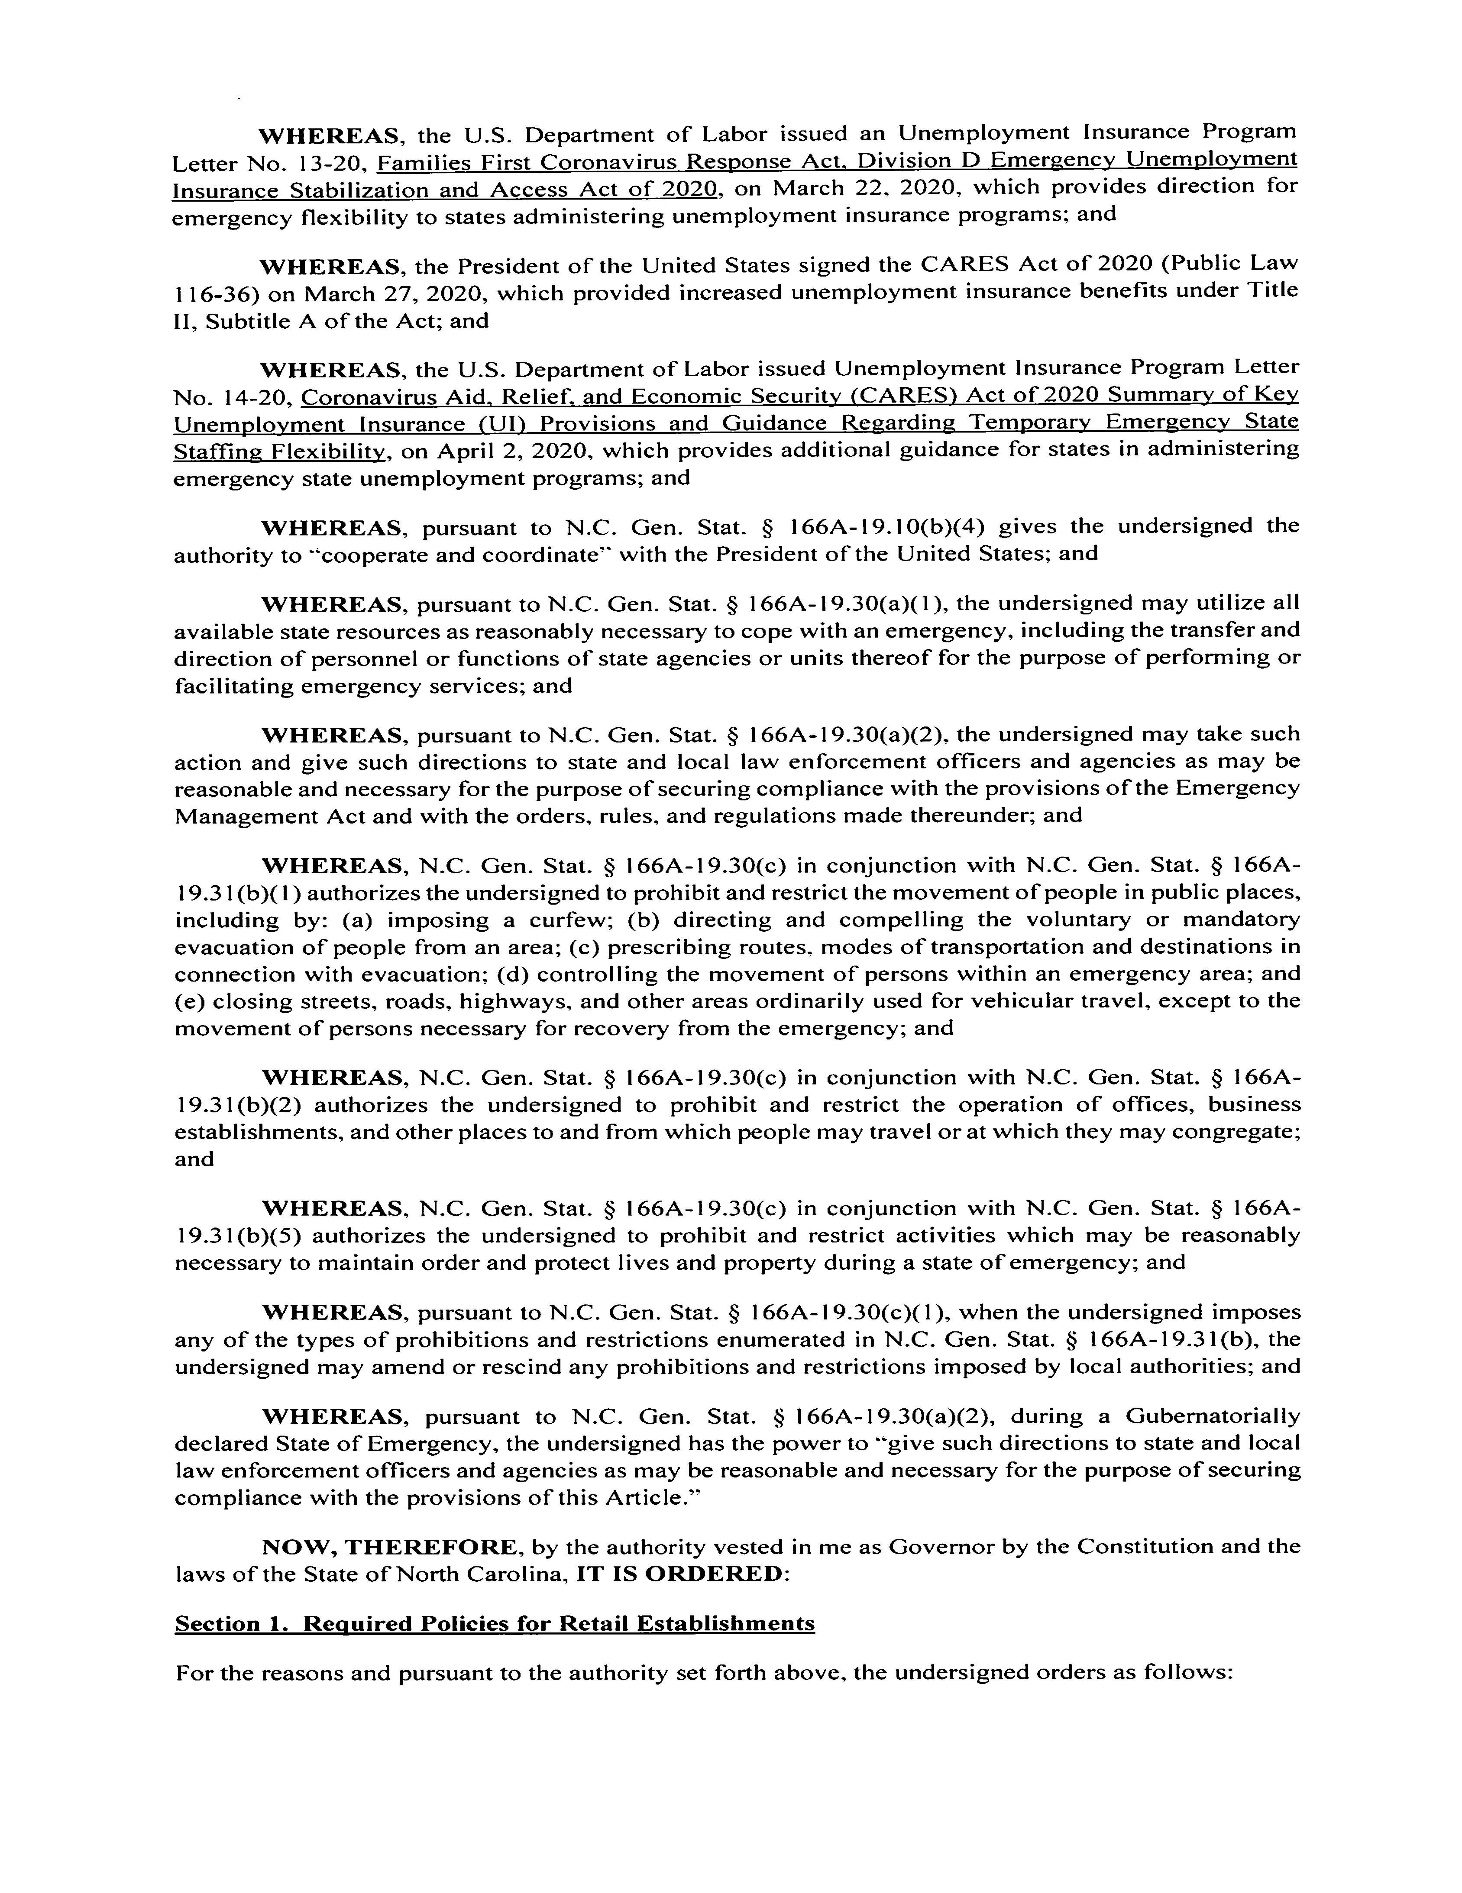 WHEREAS, the U.S. Department of Labor issued an Unemployment Insurance Program
Letter No. 13-20, Families First Coronavirus Response Act, Division D Emergency Unemployment
Insurance Stabilization and Access Act of 2020, on March 22, 2020, which provides direction for
emergency flexibility to states administering unemployment insurance programs; and
WHEREAS, the President of the United States signed the CARES Act of 2020 (Public Law
116-36) on March 27, 2020, which provided increased unemployment insurance benefits under Title
II, Subtitle A of the Act; and
WHEREAS, the U.S. Department of Labor issued Unemployment Insurance Program Letter
No. 14-20, Coronavirus Aid, Relief, and Economic Security (CARES) Act of 2020 Summary of Key
Unemployment Insurance (UI) Provisions and Guidance Regarding Temporary Emergency State
Staffing Flexibility, on April 2, 2020, which provides additional guidance for states in administering
emergency state unemployment programs; and
WHEREAS, pursuant to N.C. Gen. Stat. § 166A-19.10(b)(4) gives the undersigned the
authority to “cooperate and coordinate” with the President of the United States; and
WHEREAS, pursuant to N.C. Gen. Stat. § 166A-19.30(a)(1), the undersigned may utilize all
available state resources as reasonably necessary to cope with an emergency, including the transfer and
direction of personnel or functions of state agencies or units thereof for the purpose of performing or
facilitating emergency services; and
WHEREAS, pursuant to N.C. Gen. Stat. § 166A-19.30(a)(2), the undersigned may take such
action and give such directions to state and local law enforcement officers and agencies as may be
reasonable and necessary for the purpose of securing compliance with the provisions of the Emergency
Management Act and with the orders, rules, and regulations made thereunder; and
WHEREAS, N.C. Gen. Stat. § 166A-19.30(c) in conjunction with N.C. Gen. Stat. § 166A-
19.31(b)(1) authorizes the undersigned to prohibit and restrict the movement of people in public places,
including by: (a) imposing a curfew; (b) directing and compelling the voluntary or mandatory
evacuation of people from an area; (c) prescribing routes, modes of transportation and destinations in
connection with evacuation; (d) controlling the movement of persons within an emergency area; and
(e) closing streets, roads, highways, and other areas ordinarily used for vehicular travel, except to the
movement of persons necessary for recovery from the emergency; and
WHEREAS, N.C. Gen. Stat. § 166A-19.30(c) in conjunction with N.C. Gen. Stat. § 166A-
19.31(b)(2) authorizes the undersigned to prohibit and restrict the operation of offices, business
establishments, and other places to and from which people may travel or at which they may congregate;
and
WHEREAS, N.C. Gen. Stat. § 166A-19.30(c) in conjunction with N.C. Gen. Stat. § 166A-
19.31(b)(5) authorizes the undersigned to prohibit and restrict activities which may be reasonably
necessary to maintain order and protect lives and property during a state of emergency; and
WHEREAS, pursuant to N.C. Gen. Stat. § 166A-19.30(c)(1), when the undersigned imposes
any of the types of prohibitions and restrictions enumerated in N.C. Gen. Stat. § 166A-19.31(b), the
undersigned may amend or rescind any prohibitions and restrictions imposed by local authorities; and
WHEREAS, pursuant to N.C. Gen. Stat. § 166A-19.30(a)(2), during a Gubernatorially
declared State of Emergency, the undersigned has the power to “give such directions to state and local
law enforcement officers and agencies as may be reasonable and necessary for the purpose of securing
compliance with the provisions of this Article.”
NOW, THEREFORE, by the authority vested in me as Governor by the Constitution and the
laws of the State of North Carolina, IT IS ORDERED:
Section 1. Required Policies for Retail Establishments
For the reasons and pursuant to the authority set forth above, the undersigned orders as follows: